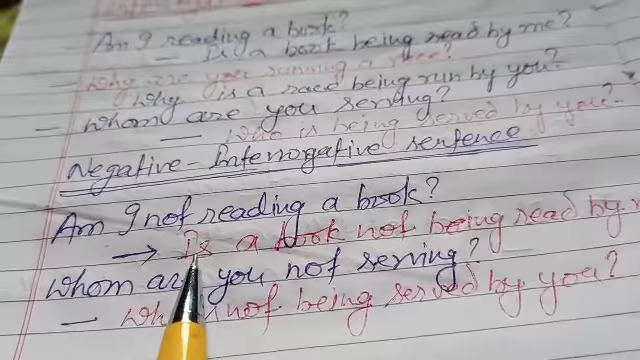 Am I reading a book?
- Is a book being read by me?
- Why are you running a
Why is a raed being run by you?
- Whom are you serving?
- Who is being served by you?
Negative-Interrogative sentence
Am I not reading a book?
→ Is a book not being read by
Whom are you not serving?
- Who is not being served by you?